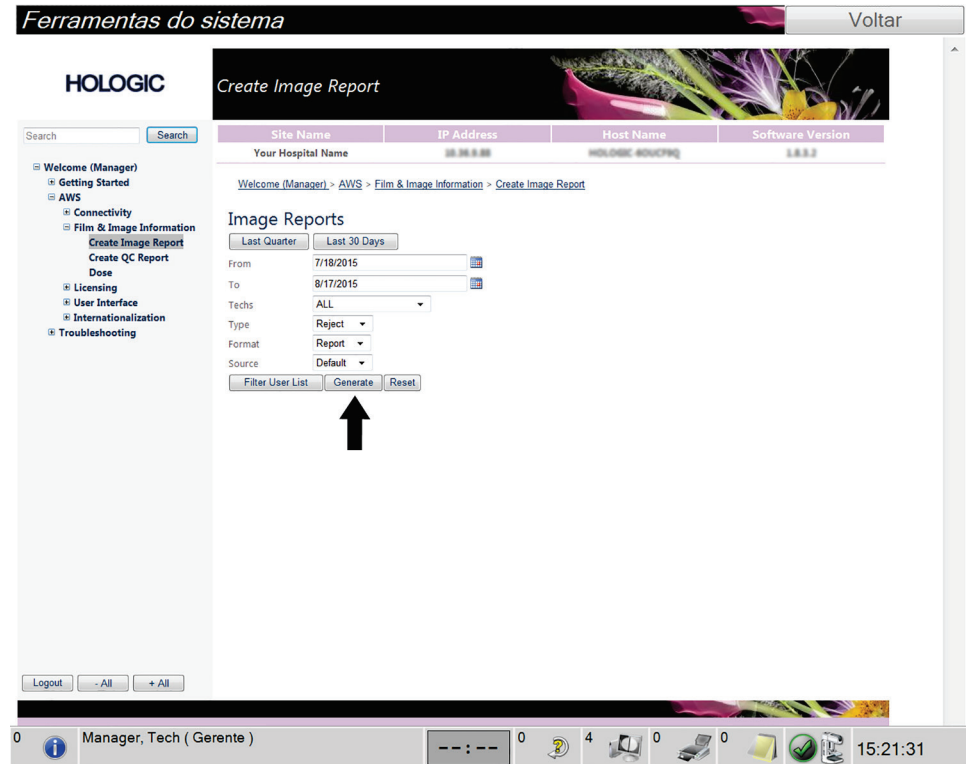 Ferramentas do sistema Voltar
HOLOGIC
Create Image Report
Search Search
Site Name IP Address Host Name Software Version
Your Hospital Name
Welcome (Manager) > AWS > Film & Image Information > Create Image Report
Welcome (Manager)
Getting Started
AWS
Connectivity
Film & Image Information
Create Image Report
Create QC Report
Dose
Licensing
User Interface
Internationalization
Troubleshooting
Image Reports
Last Quarter Last 30 Days
From 7/18/2015
To 8/17/2015
Techs ALL
Type Reject
Format Report
Source Default
Filter User List Generate Reset
Logout - All + All
0 Manager, Tech ( Gerente ) --:-- 0 4 0 0 15:21:31